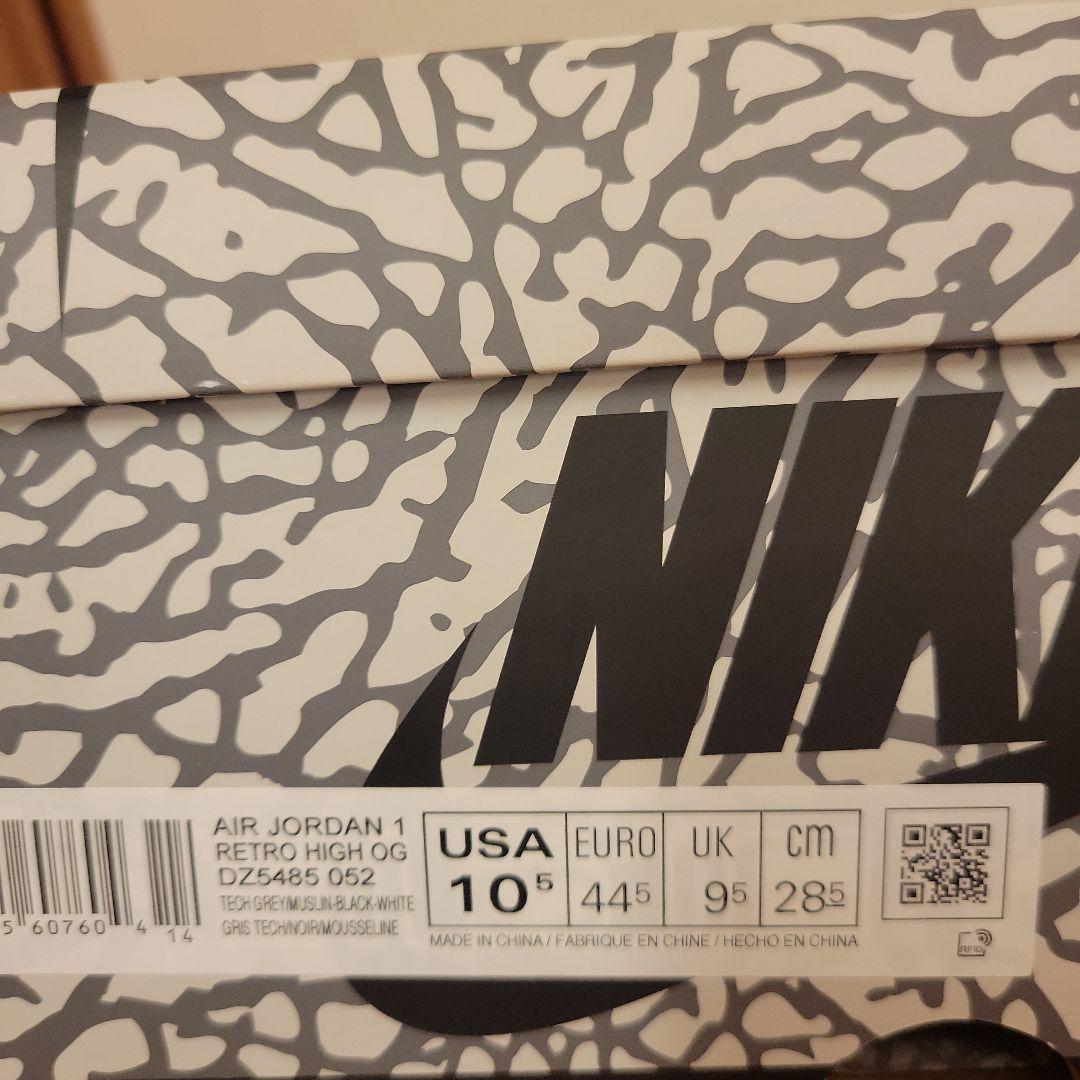 NIK
AIR JORDAN 1
RETRO HIGH OG
DZ5485 052
TECH GREY/MUSLIN-BLACK-WHITE
GRIS TECH/NOIR/MOUSSELINE
USA EURO UK cm
10⁵ 44⁵ 9⁵ 28⁵
MADE IN CHINA / FABRIQUE EN CHINE / HECHO EN CHINA
5 60760 4 14
RFID